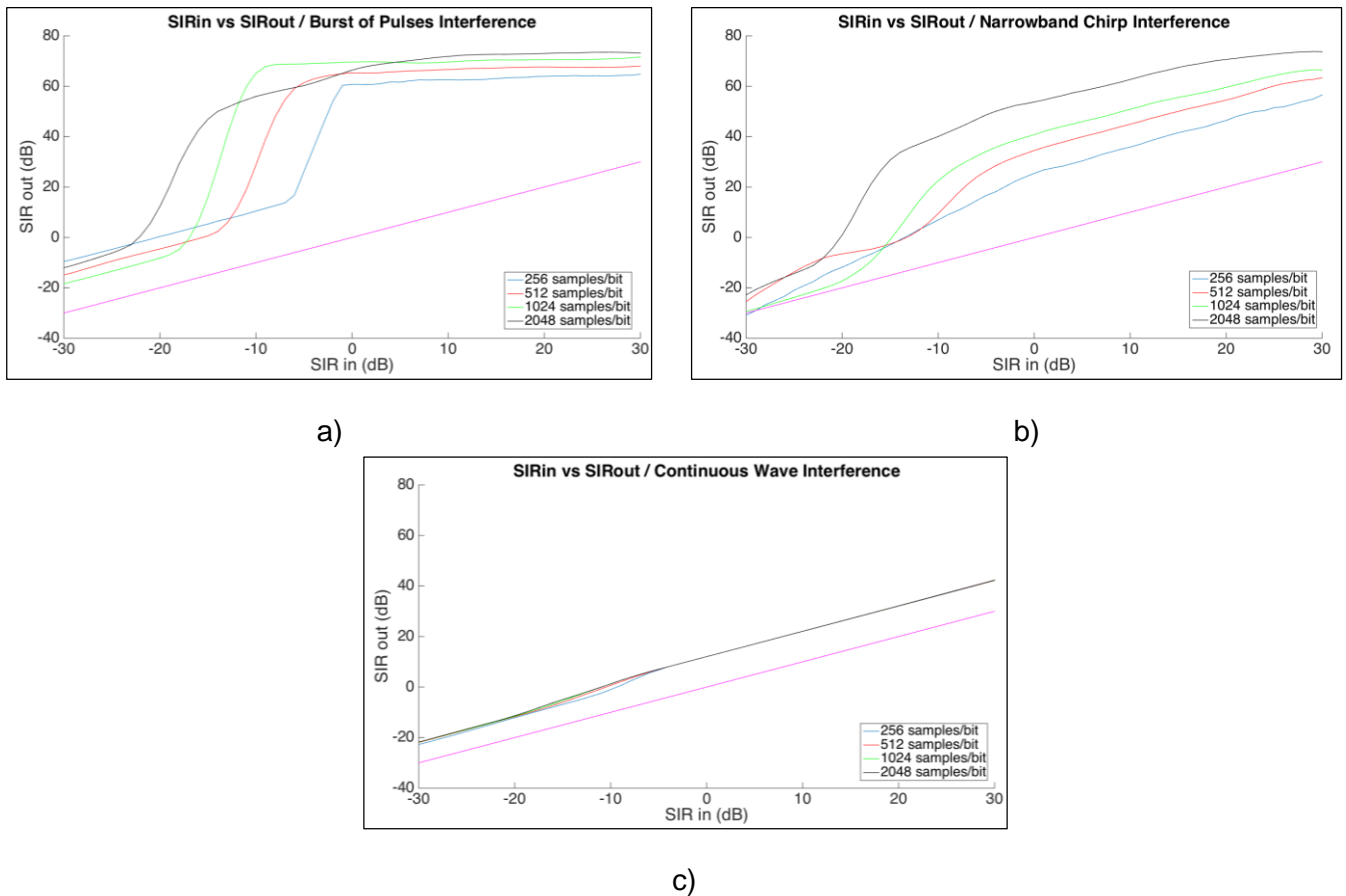 SIRin vs SIRout / Burst of Pulses Interference
80
60
40
20
0
-20
-40
SIR out (dB)
-30
-20
-10
0
10
20
30
SIR in (dB)
256 samples/bit
512 samples/bit
1024 samples/bit
2048 samples/bit
a)
SIRin vs SIRout / Narrowband Chirp Interference
80
60
40
20
0
-20
-40
SIR out (dB)
-30
-20
-10
0
10
20
30
SIR in (dB)
256 samples/bit
512 samples/bit
1024 samples/bit
2048 samples/bit
b)
SIRin vs SIRout / Continuous Wave Interference
80
60
40
20
0
-20
-40
SIR out (dB)
-30
-20
-10
0
10
20
30
SIR in (dB)
256 samples/bit
512 samples/bit
1024 samples/bit
2048 samples/bit
c)